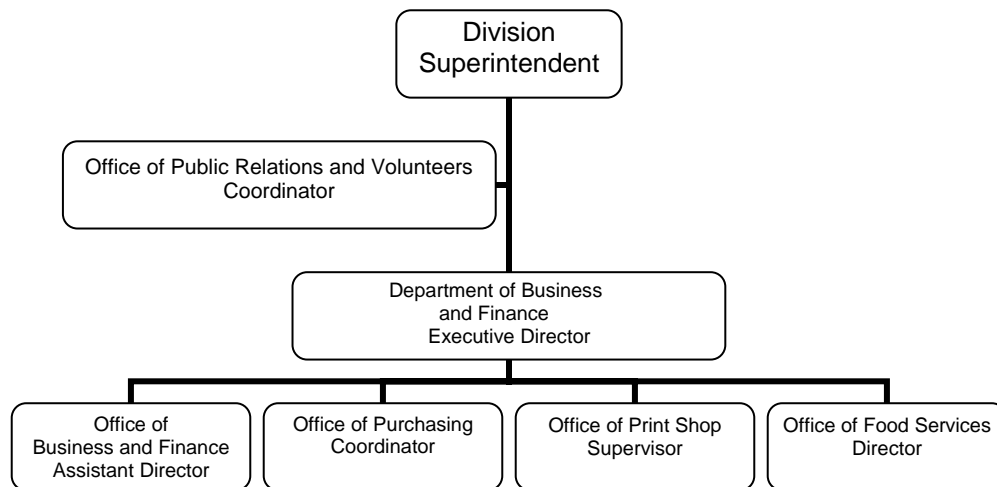 Division
Superintendent
Office of Public Relations and Volunteers
Coordinator
Department of Business
and Finance
Executive Director
Office of
Business and Finance
Assistant Director
Office of Purchasing
Coordinator
Office of Print Shop
Supervisor
Office of Food Services
Director